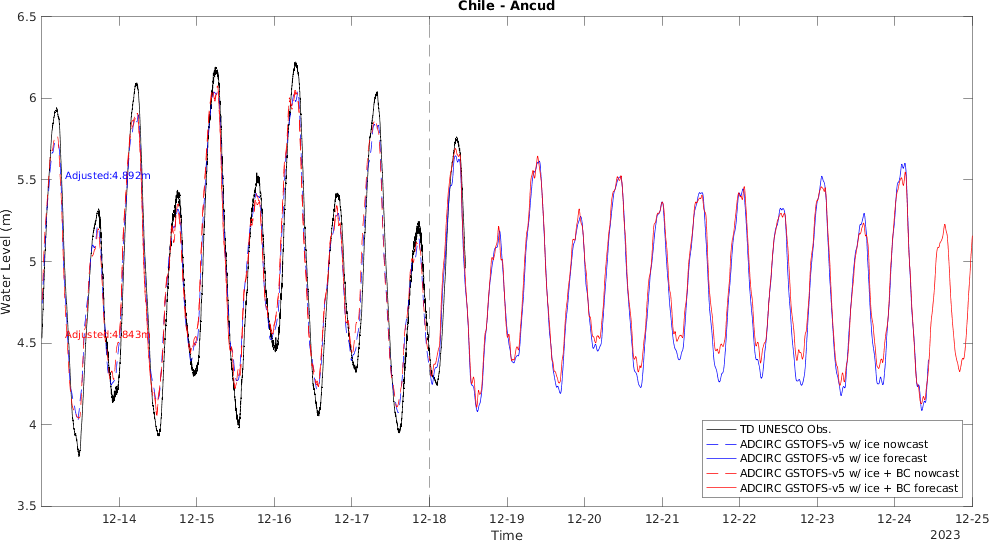 Chile - Ancud
6.5
6
5.5
5
4.5
4
3.5
Water Level (m)
Adjusted:4.892m
Adjusted:4.843m
TD UNESCO Obs.
ADCIRC GSTOFS-v5 w/ ice nowcast
ADCIRC GSTOFS-v5 w/ ice forecast
ADCIRC GSTOFS-v5 w/ ice + BC nowcast
ADCIRC GSTOFS-v5 w/ ice + BC forecast
12-14 12-15 12-16 12-17 12-18 12-19 12-20 12-21 12-22 12-23 12-24 12-25
Time
2023